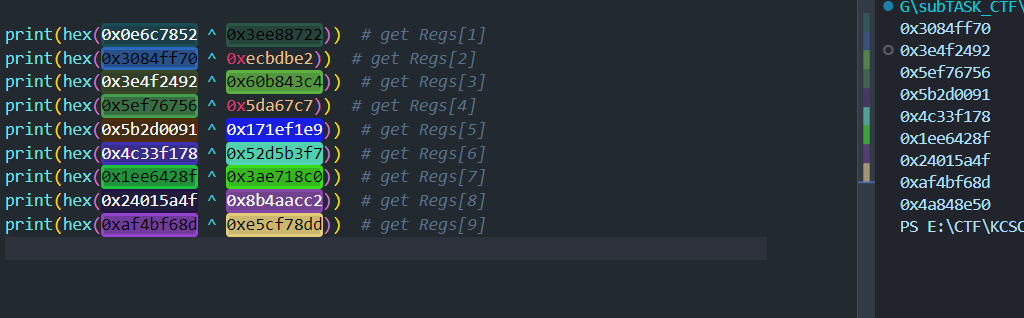 print(hex(0x0e6c7852 ^ 0x3ee88722)) # get Regs[1]
print(hex(0x3084ff70 ^ 0xecbdbe2)) # get Regs[2]
print(hex(0x3e4f2492 ^ 0x60b843c4)) # get Regs[3]
print(hex(0x5ef76756 ^ 0x5da67c7)) # get Regs[4]
print(hex(0x5b2d0091 ^ 0x171ef1e9)) # get Regs[5]
print(hex(0x4c33f178 ^ 0x52d5b3f7)) # get Regs[6]
print(hex(0x1ee6428f ^ 0x3ae718c0)) # get Regs[7]
print(hex(0x24015a4f ^ 0x8b4aacc2)) # get Regs[8]
print(hex(0xaf4bf68d ^ 0xe5cf78dd)) # get Regs[9]
G\subTASK_CTF\
0x3084ff70
0x3e4f2492
0x5ef76756
0x5b2d0091
0x4c33f178
0x1ee6428f
0x24015a4f
0xaf4bf68d
0x4a848e50
PS E:\CTF\KCSC